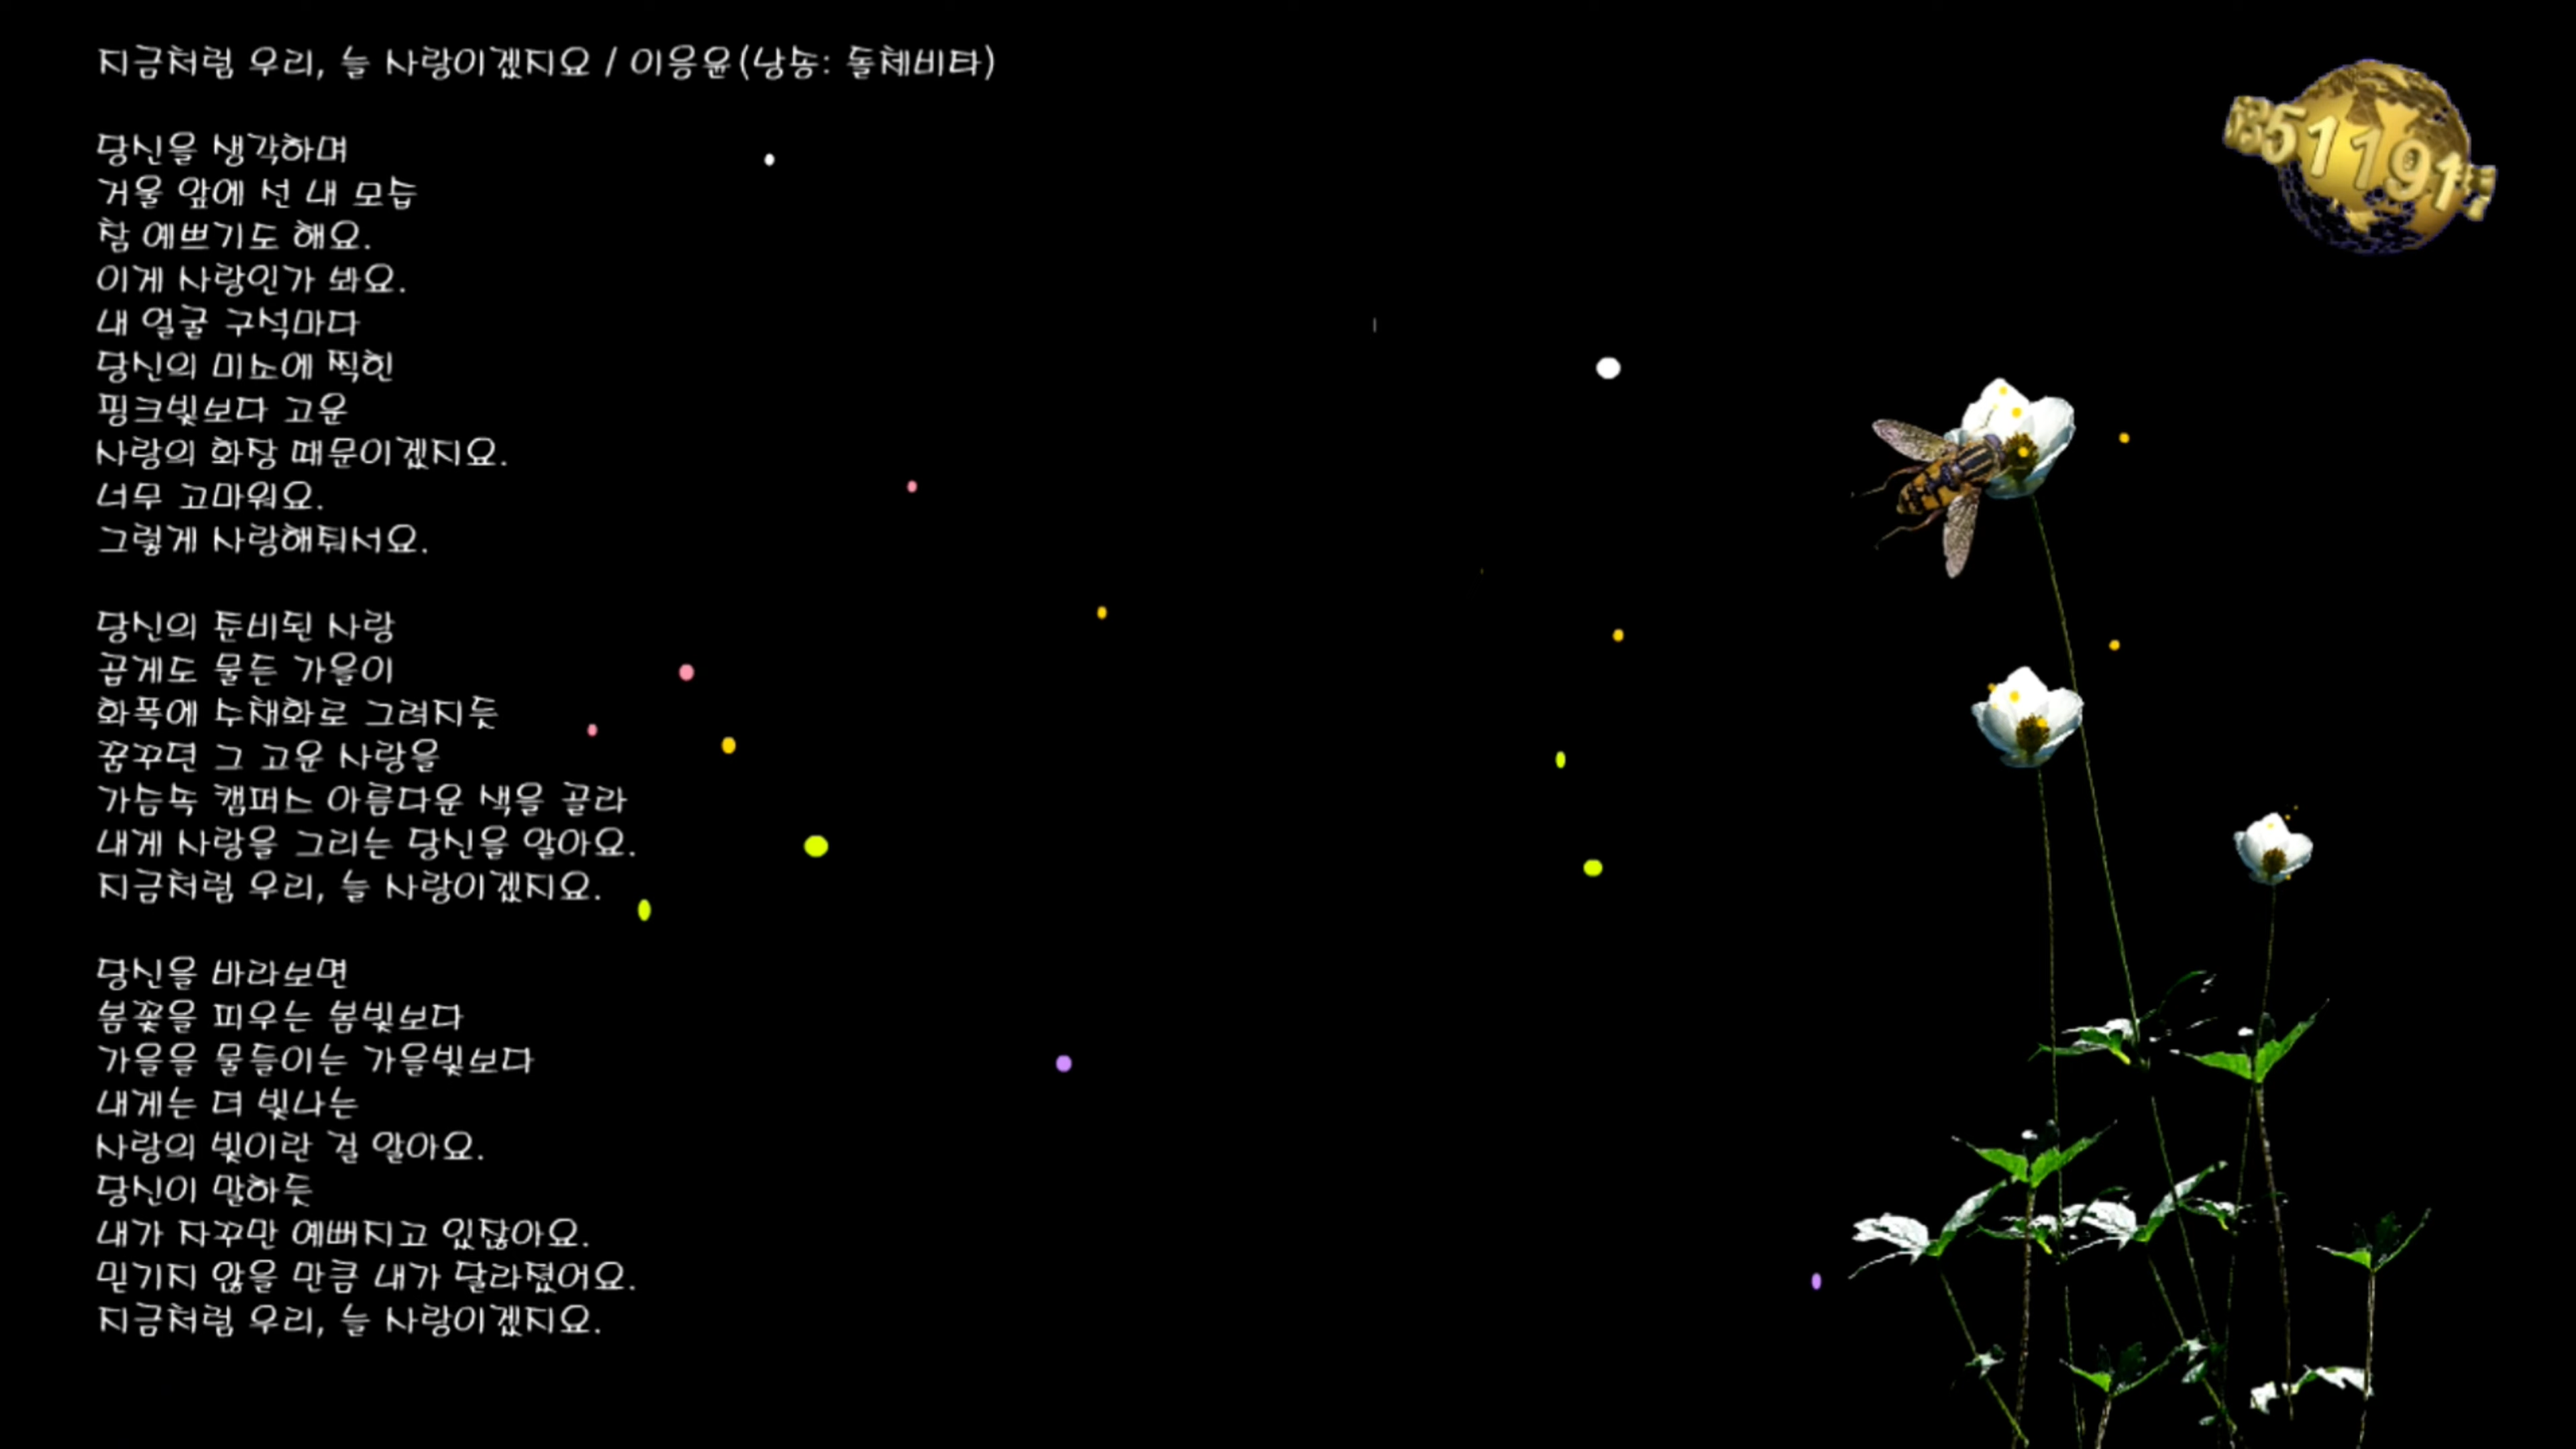 지금처럼 우리, 늘 사랑이겠지요 / 이응윤(낭송: 돌체비타)
당신을 생각하며
거울 앞에 선 내 모습
참 예쁘기도 해요.
이게 사랑인가 봐요.
내 얼굴 구석마다
당신의 미소에 찍힌
핑크빛보다 고운
사랑의 화장 때문이겠지요.
너무 고마워요.
그렇게 사랑해줘서요.
당신의 준비된 사랑
곱게도 물든 가을이
화폭에 수채화로 그려지듯
꿈꾸던 그 고운 사랑을
가슴속 캠퍼스 아름다운 색을 골라
내게 사랑을 그리는 당신을 알아요.
지금처럼 우리, 늘 사랑이겠지요.
당신을 바라보면
봄꽃을 피우는 봄빛보다
가을을 물들이는 가을빛보다
내게는 더 빛나는
사랑의 빛이란 걸 알아요.
당신이 말하듯
내가 자꾸만 예뻐지고 있잖아요.
믿기지 않을 만큼 내가 달라졌어요.
지금처럼 우리, 늘 사랑이겠지요.
51191